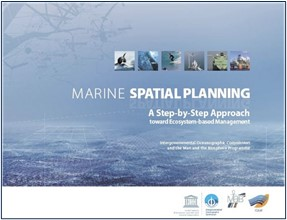 MARINE SPATIAL PLANNING
A Step-by-Step Approach
toward Ecosystem-based Management
Intergovernmental Oceanographic Commission
and the Man and the Biosphere Programme